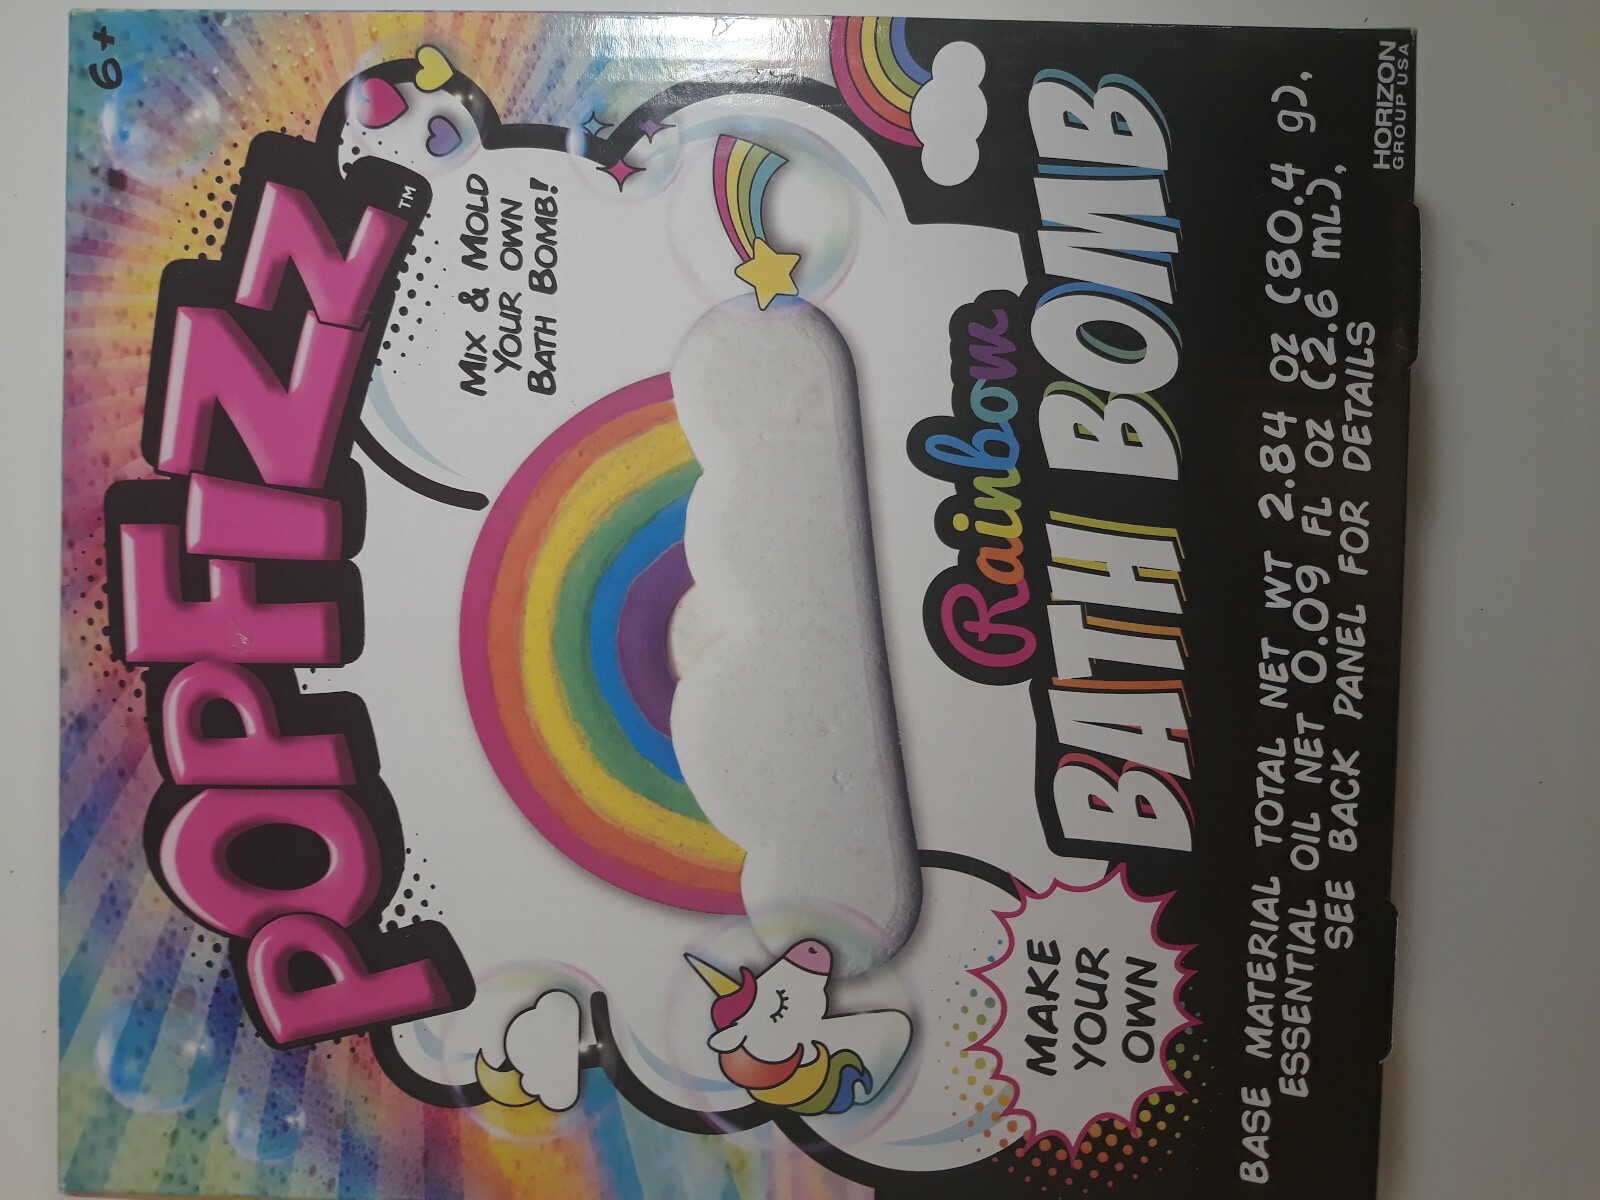 6+
POPFIZZ™
MIX & MOLD
YOUR OWN
BATH BOMB!
Rainbow
BATH BOMB
MAKE
YOUR
OWN
BASE MATERIAL TOTAL NET WT 2.84 OZ (80.4 g),
ESSENTIAL OIL NET 0.09 FL OZ (2.6 mL),
SEE BACK PANEL FOR DETAILS
HORIZON
GROUP USA